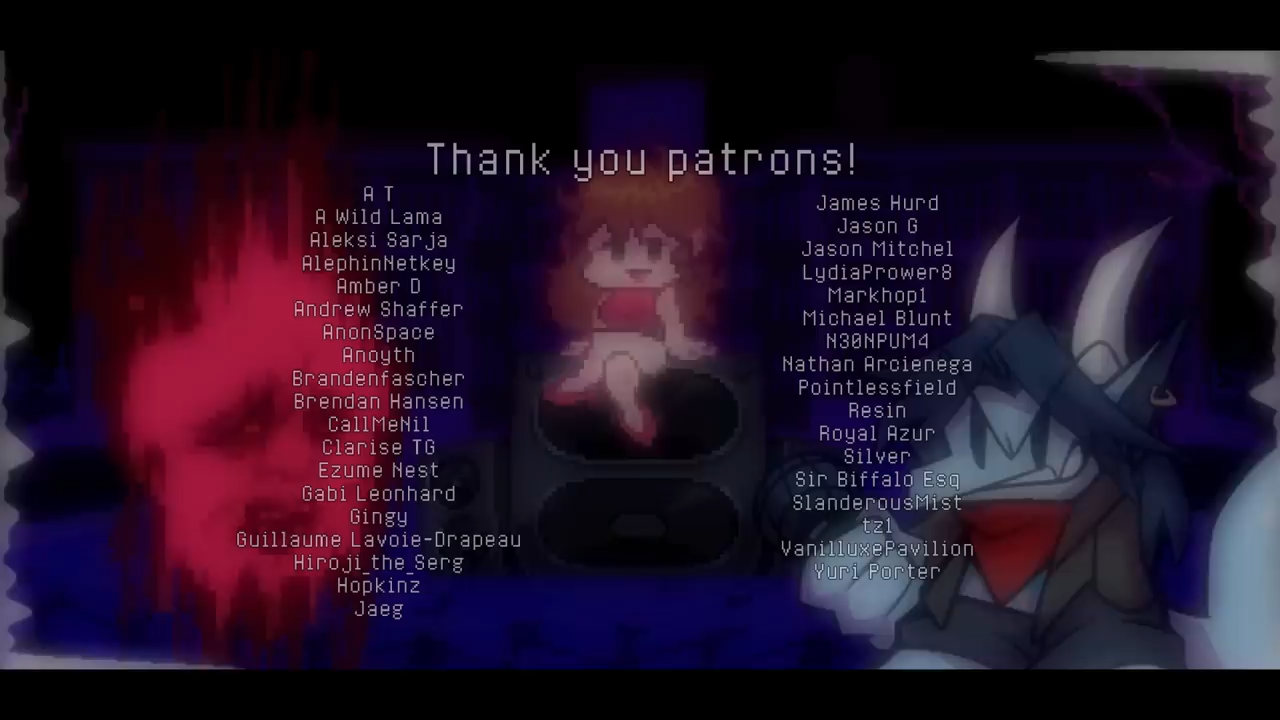 Thank you patrons!
A T
A Wild Lama
Aleksi Sarja
AlephinNetkey
Amber D
Andrew Shaffer
AnonSpace
Anoyth
Brandenfascher
Brendan Hansen
CallMeNil
Clarise TG
Ezume Nest
Gabi Leonhard
Gingy
Guillaume Lavoie-Drapeau
Hiroji_the_Serg
Hopkinz
Jaeg
James Hurd
Jason G
Jason Mitchel
LydiaPrower8
Markhop1
Michael Blunt
N30NPUM4
Nathan Arcienega
Pointlessfield
Resin
Royal Azur
Silver
Sir Biffalo Esq
SlanderousMist
tz1
VanilluxePavilion
Yuri Porter